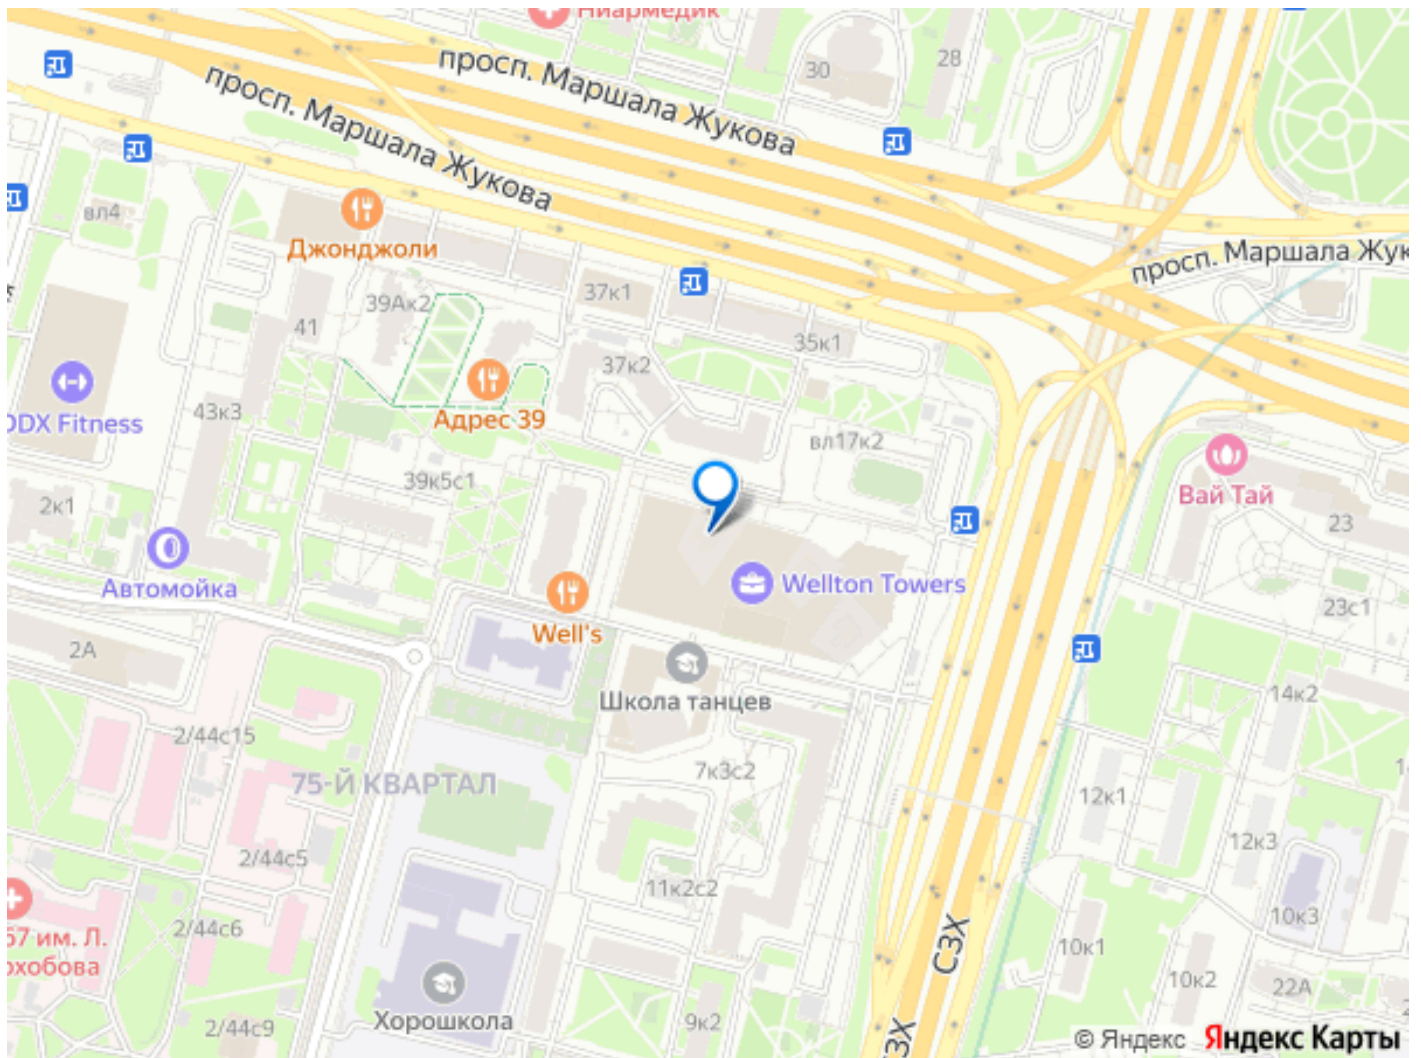 Ниармедик
просп. Маршала Жукова
30
28
просп. Маршала Жукова
вл4
Джонджоли
просп. Маршала Жук
39Ак2
37к1
41
35к1
37к2
Адрес 39
43к3
DDX Fitness
вл17к2
Вай Тай
39к5с1
2к1
23
Автомойка
Wellton Towers
23с1
Well's
2А
Школа танцев
14к2
2/44с15
7к3с2
75-Й КВАРТАЛ
12к1
12к3
2/44с5
11к2с2
10к3
67 им. Л.
2/44с6
СЗХ
10к1
10к2
22А
Хорошкола
2/44с9
9к2
СЗХ
© Яндекс Яндекс Карты